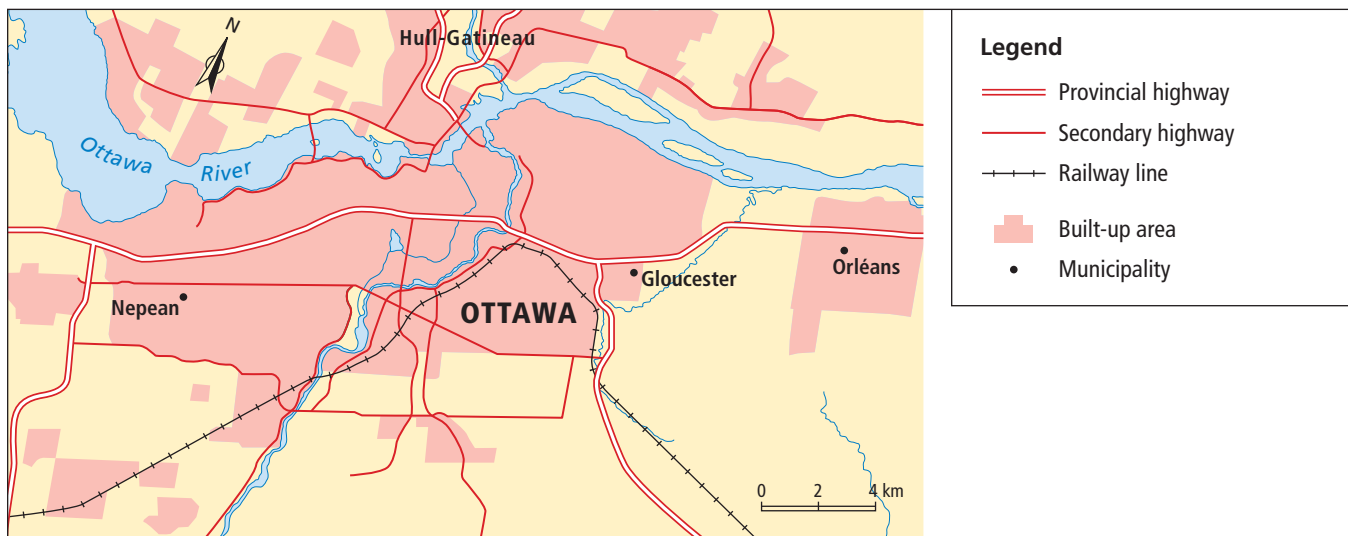 N
Hull-Gatineau
Ottawa
River
Nepean
OTTAWA
Gloucester
Orléans
0 2 4 km
Legend
Provincial highway
Secondary highway
Railway line
Built-up area
Municipality